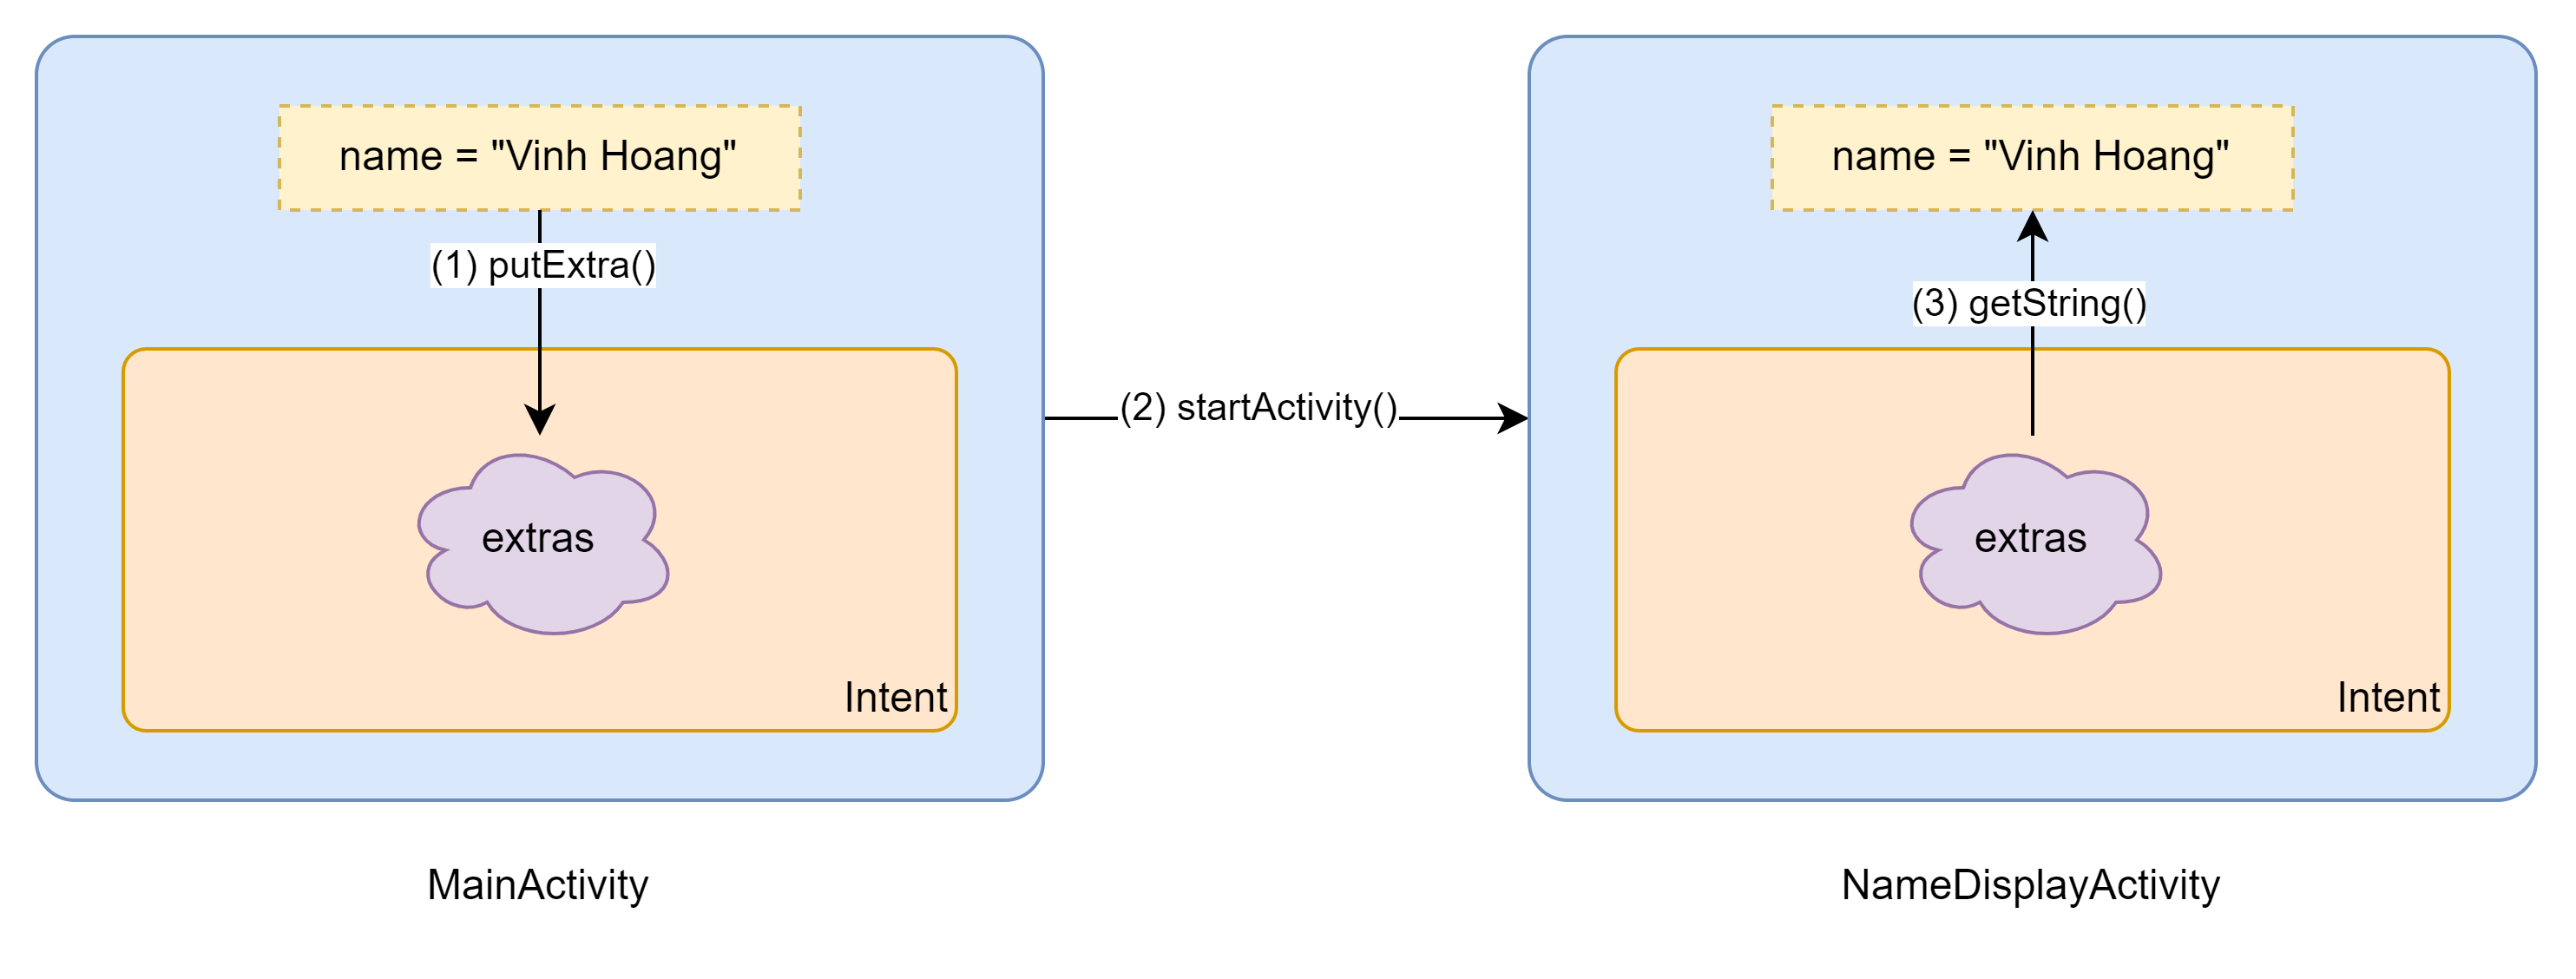 name = "Vinh Hoang"
(1) putExtra()
extras
Intent
MainActivity
(2) startActivity()
name = "Vinh Hoang"
(3) getString()
extras
Intent
NameDisplayActivity